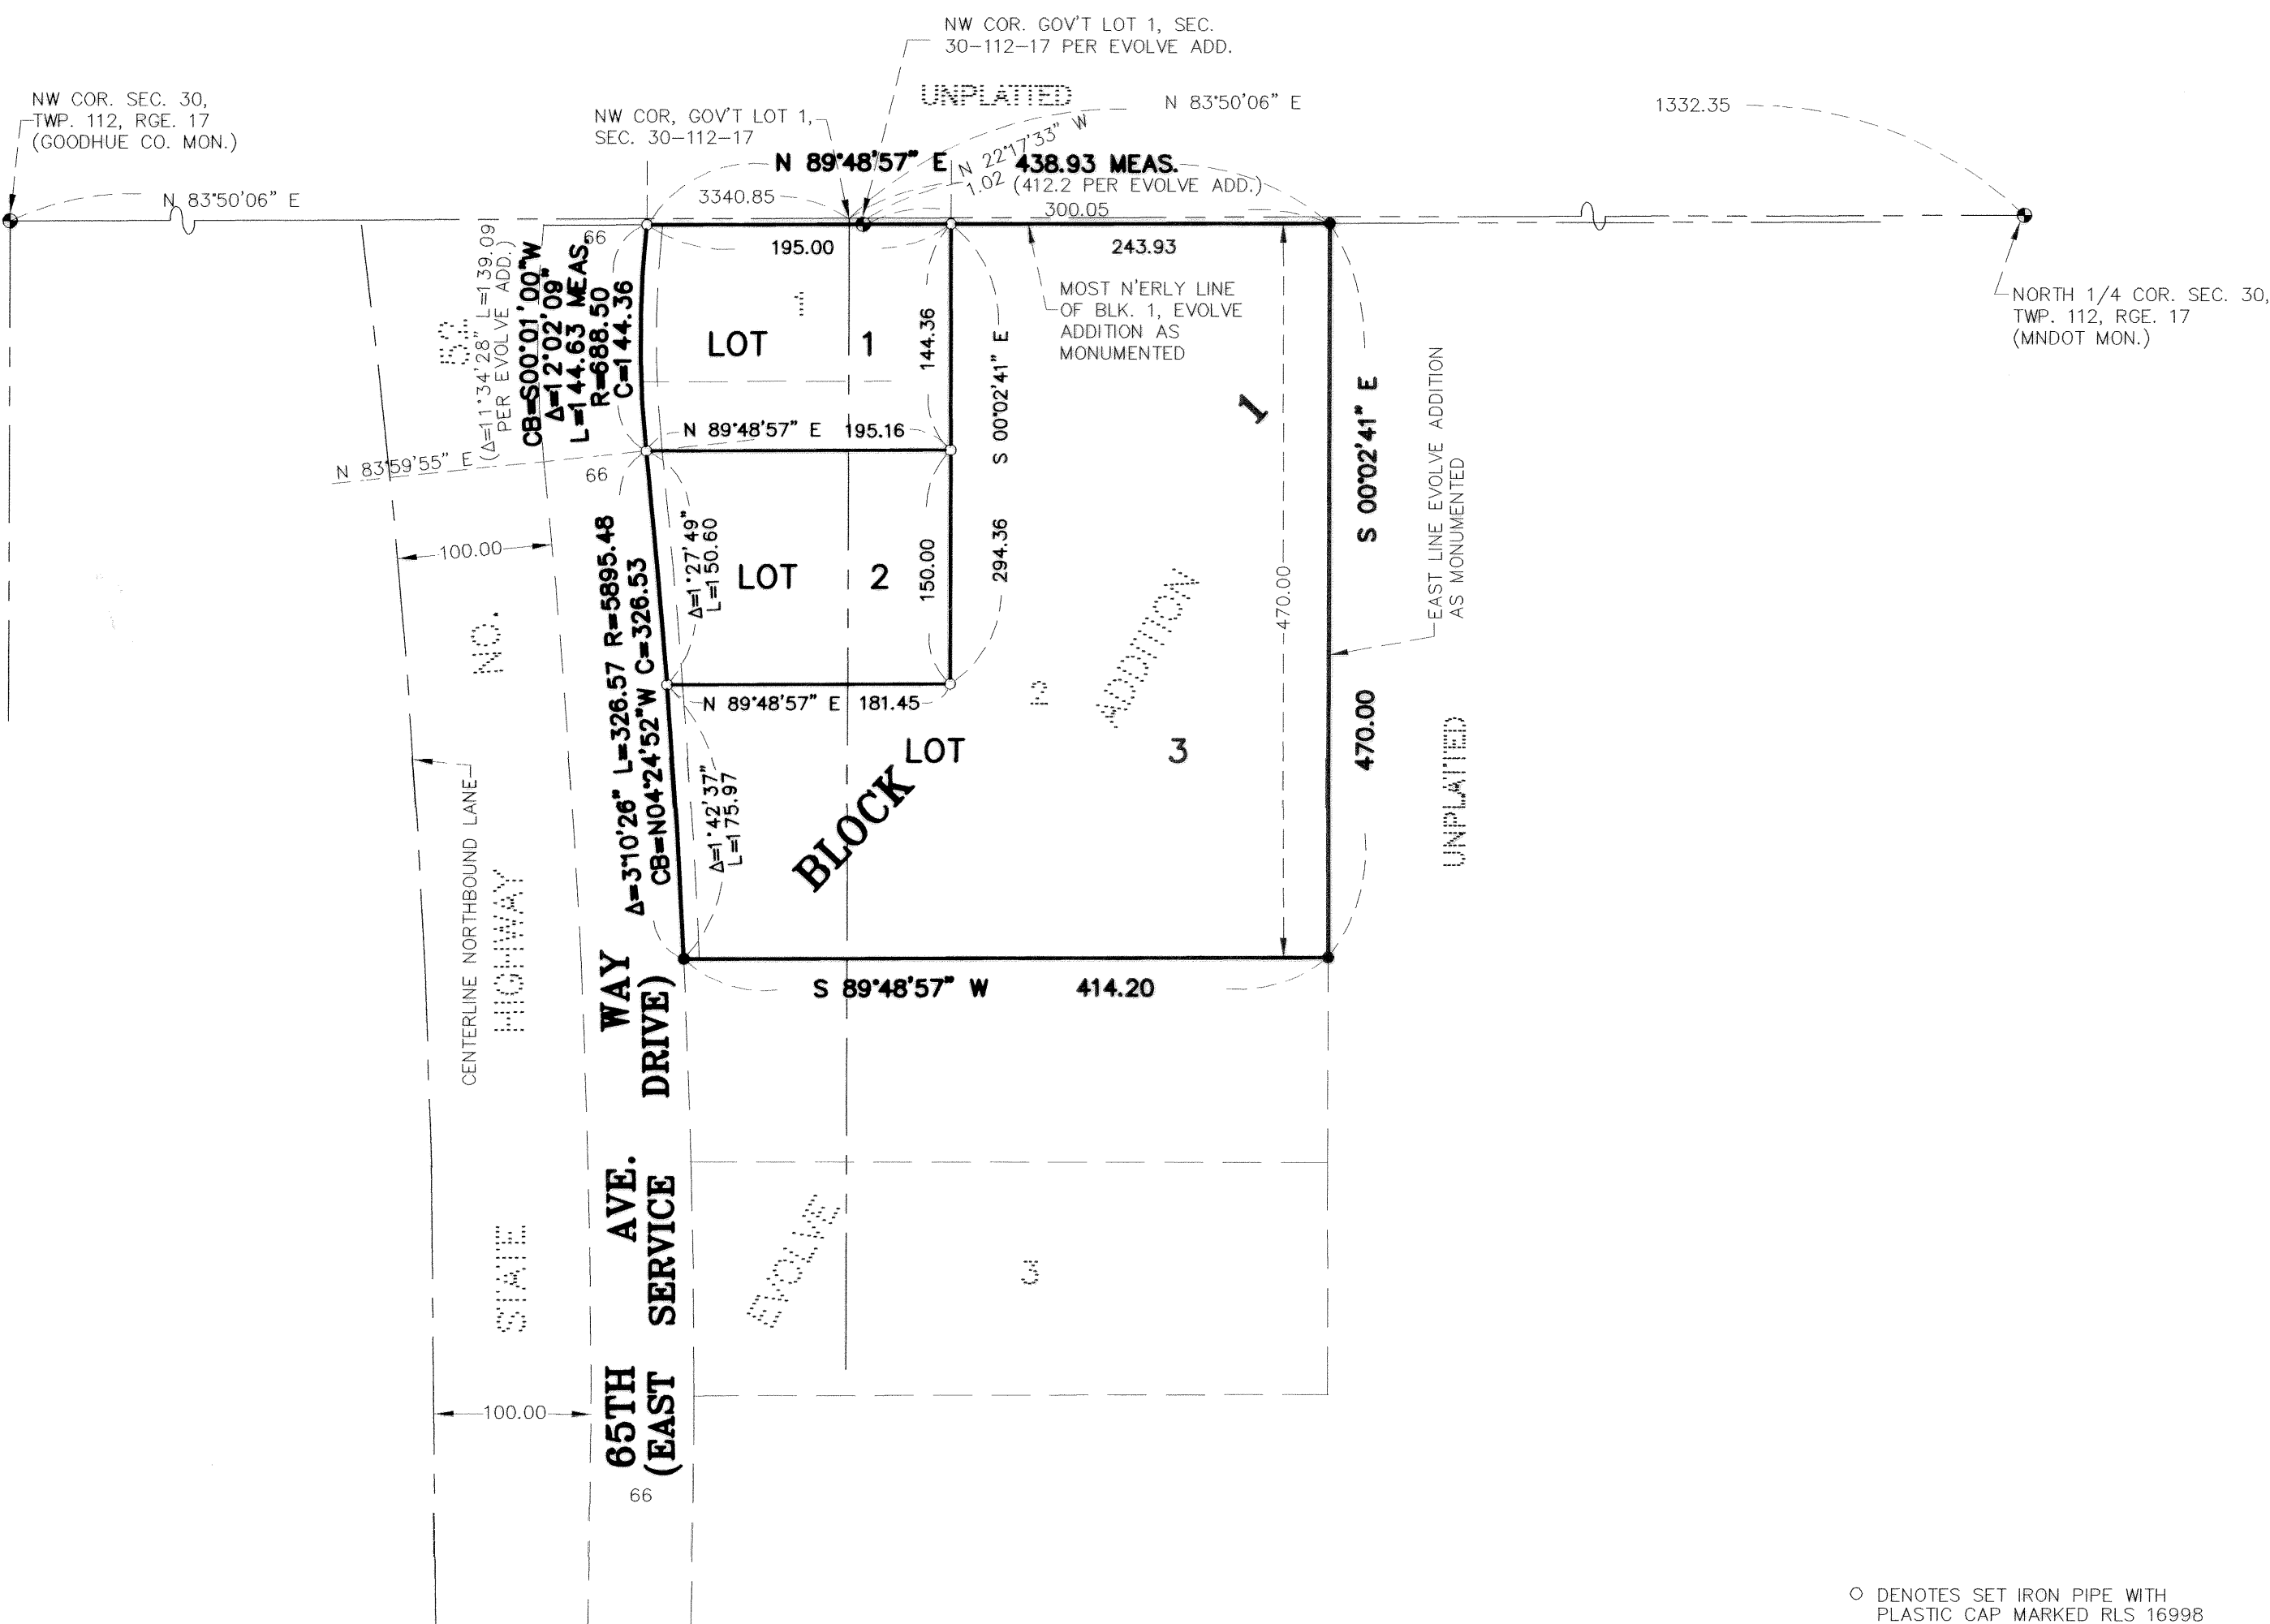 NW COR. GOV'T LOT 1, SEC.
30-112-17 PER EVOLVE ADD.
UNPLATTED
N 83°50'06" E
1332.35
NW COR. SEC. 30,
TWP. 112, RGE. 17
(GOODHUE CO. MON.)
NW COR, GOV'T LOT 1,
SEC. 30-112-17
N 22°17'33" W
1.02
N 89°48'57" E 438.93 MEAS.
(412.2 PER EVOLVE ADD.)
N 83°50'06" E
3340.85
300.05
66
195.00
243.93
MOST N'ERLY LINE
OF BLK. 1, EVOLVE
ADDITION AS
MONUMENTED
NORTH 1/4 COR. SEC. 30,
TWP. 112, RGE. 17
(MNDOT MON.)
52
(Δ=11°34'28" L=139.09
PER EVOLVE ADD.)
CB=S00°01'00"W
Δ=12°02'09"
L=144.63 MEAS.
R=688.50
C=144.36
1
LOT 1
144.36
S 00°02'41" E
294.36
1
S 00°02'41" E
470.00
EAST LINE EVOLVE ADDITION
AS MONUMENTED
N 89°48'57" E 195.16
N 83°59'55" E
66
100.00
Δ=3°10'26" L=326.57 R=5895.48
CB=N04°24'52"W C=326.53
Δ=1°27'49"
L=150.60
LOT 2
150.00
470.00
NO.
ADDITION
2
N 89°48'57" E 181.45
LOT 3
Δ=1°42'37"
L=175.97
BLOCK
UNPLATTED
CENTERLINE NORTHBOUND LANE
HIGHWAY
S 89°48'57" W 414.20
65TH AVE. WAY
(EAST SERVICE DRIVE)
STATE
EVOLVE
3
100.00
66
O DENOTES SET IRON PIPE WITH
PLASTIC CAP MARKED RLS 16998